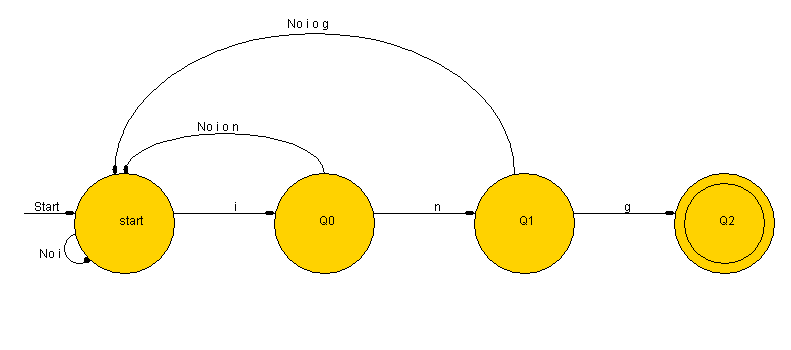 No i o g
No i o n
Start
i
n
g
start
Q0
Q1
Q2
No i